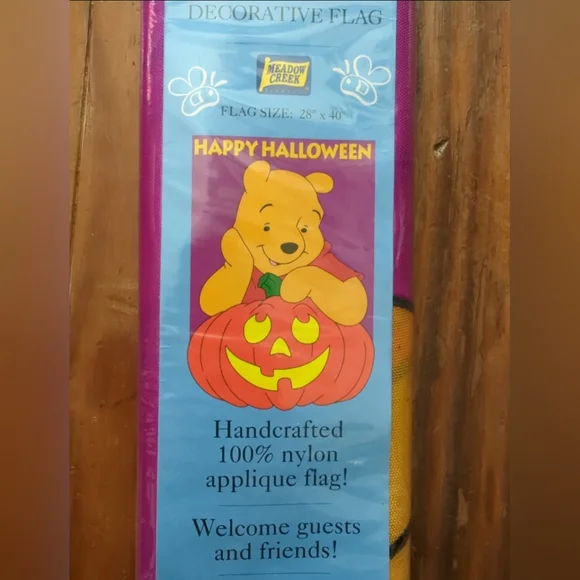 DECORATIVE FLAG
MEADOW
CREEK
FLAG SIZE: 28" x 40"
HAPPY HALLOWEEN
Handcrafted
100% nylon
applique flag!
Welcome guests
and friends!